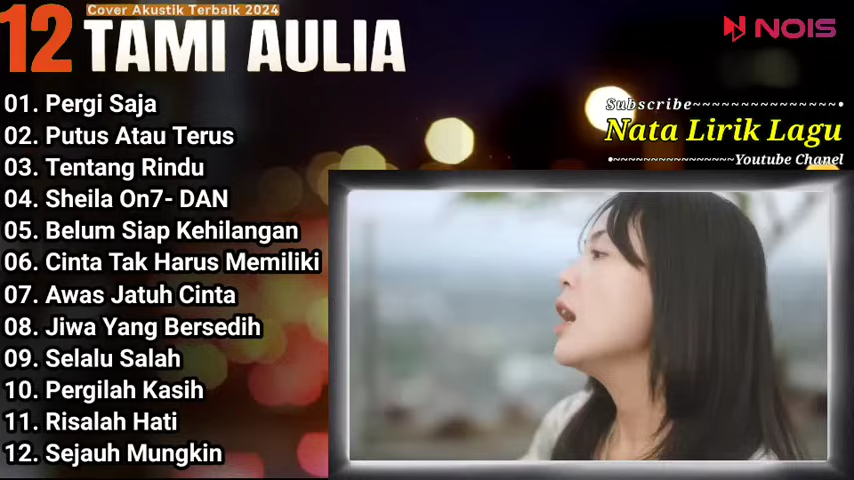 12
Cover Akustik Terbaik 2024
TAMI AULIA
NOIS
Subscribe~~~~~~~~~~~~~~~•
Nata Lirik Lagu
•~~~~~~~~~~~~~~~~Youtube Chanel
01. Pergi Saja
02. Putus Atau Terus
03. Tentang Rindu
04. Sheila On7- DAN
05. Belum Siap Kehilangan
06. Cinta Tak Harus Memiliki
07. Awas Jatuh Cinta
08. Jiwa Yang Bersedih
09. Selalu Salah
10. Pergilah Kasih
11. Risalah Hati
12. Sejauh Mungkin